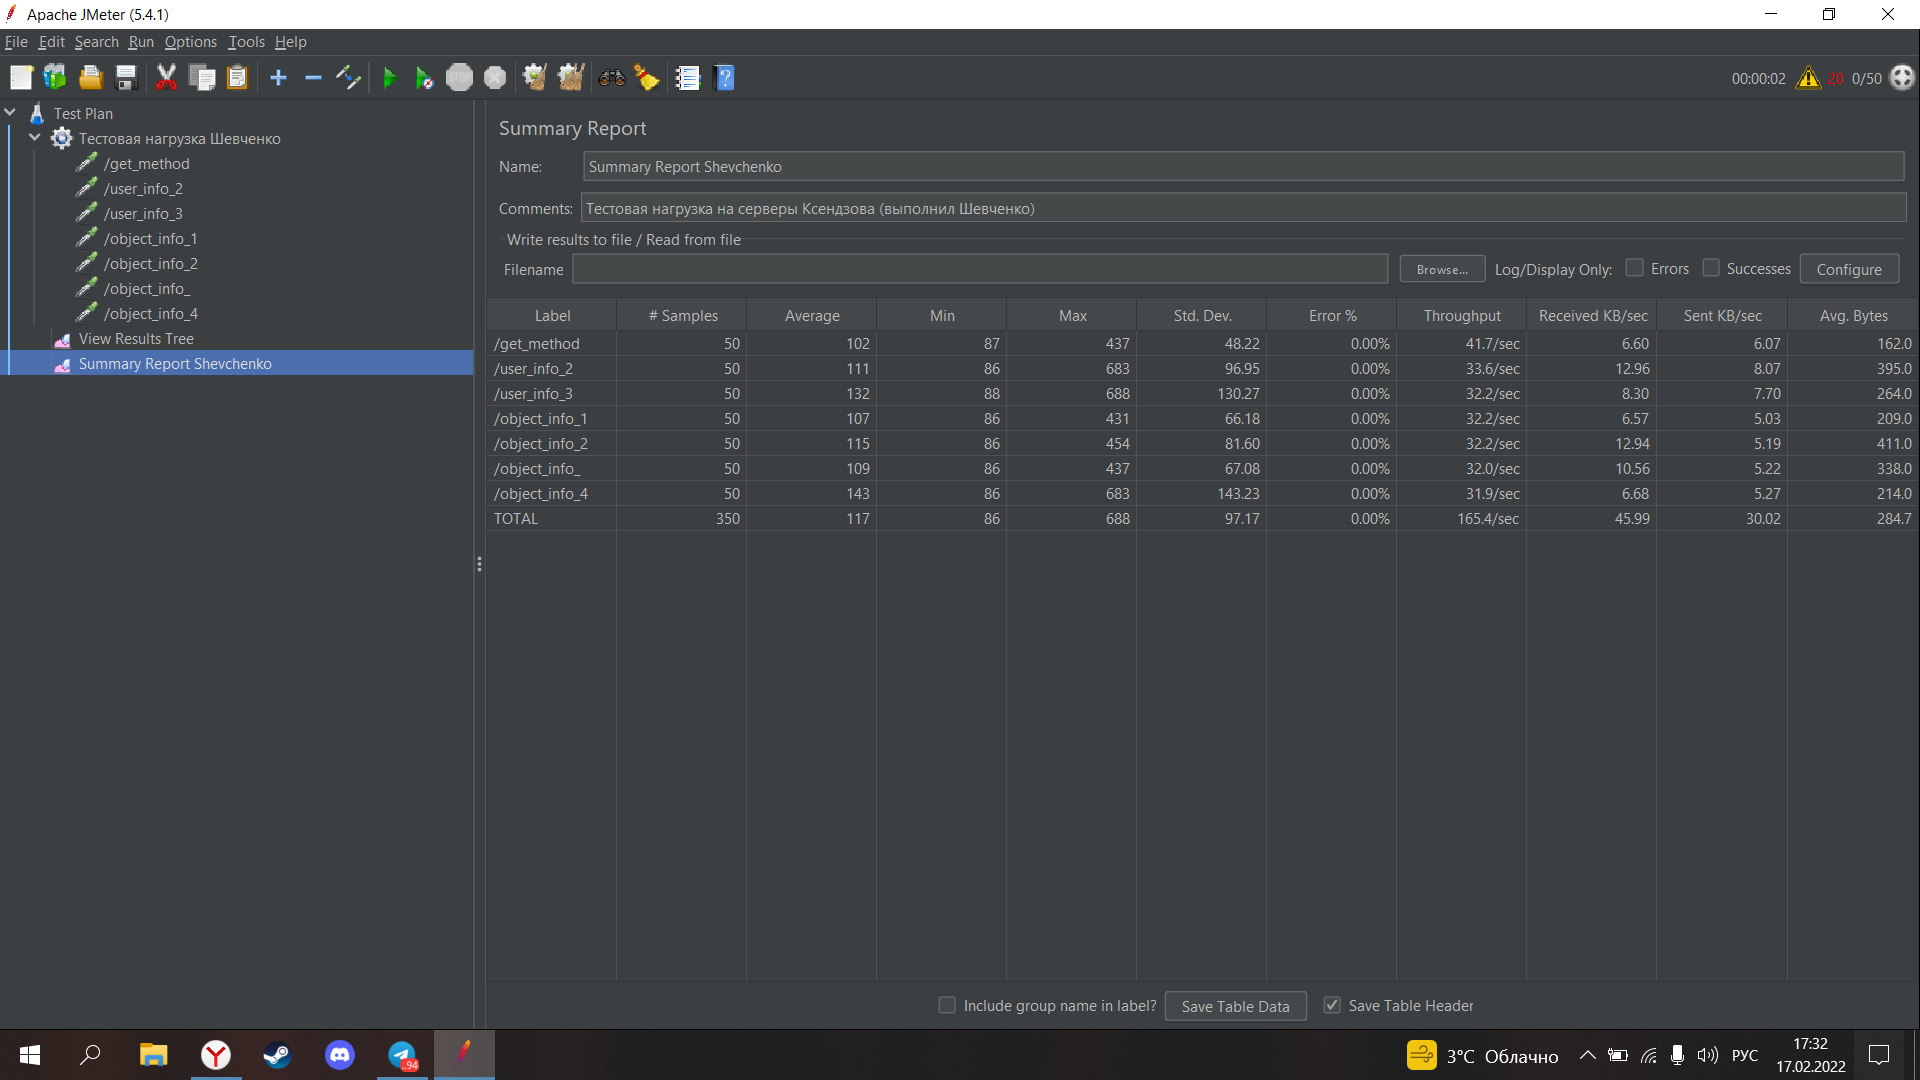 Apache JMeter (5.4.1)
File Edit Search Run Options Tools Help
STOP
00:00:02 20 0/50
Test Plan
Тестовая нагрузка Шевченко
/get_method
/user_info_2
/user_info_3
/object_info_1
/object_info_2
/object_info_
/object_info_4
View Results Tree
Summary Report Shevchenko
Summary Report
Name: Summary Report Shevchenko
Comments: Тестовая нагрузка на серверы Ксендзова (выполнил Шевченко)
Write results to file / Read from file
Filename Browse... Log/Display Only: Errors Successes Configure
Label # Samples Average Min Max Std. Dev. Error % Throughput Received KB/sec Sent KB/sec Avg. Bytes
/get_method 50 102 87 437 48.22 0.00% 41.7/sec 6.60 6.07 162.0
/user_info_2 50 111 86 683 96.95 0.00% 33.6/sec 12.96 8.07 395.0
/user_info_3 50 132 88 688 130.27 0.00% 32.2/sec 8.30 7.70 264.0
/object_info_1 50 107 86 431 66.18 0.00% 32.2/sec 6.57 5.03 209.0
/object_info_2 50 115 86 454 81.60 0.00% 32.2/sec 12.94 5.19 411.0
/object_info_ 50 109 86 437 67.08 0.00% 32.0/sec 10.56 5.22 338.0
/object_info_4 50 143 86 683 143.23 0.00% 31.9/sec 6.68 5.27 214.0
TOTAL 350 117 86 688 97.17 0.00% 165.4/sec 45.99 30.02 284.7
Include group name in label? Save Table Data Save Table Header
..94
3°C Облачно
РУС
17:32
17.02.2022